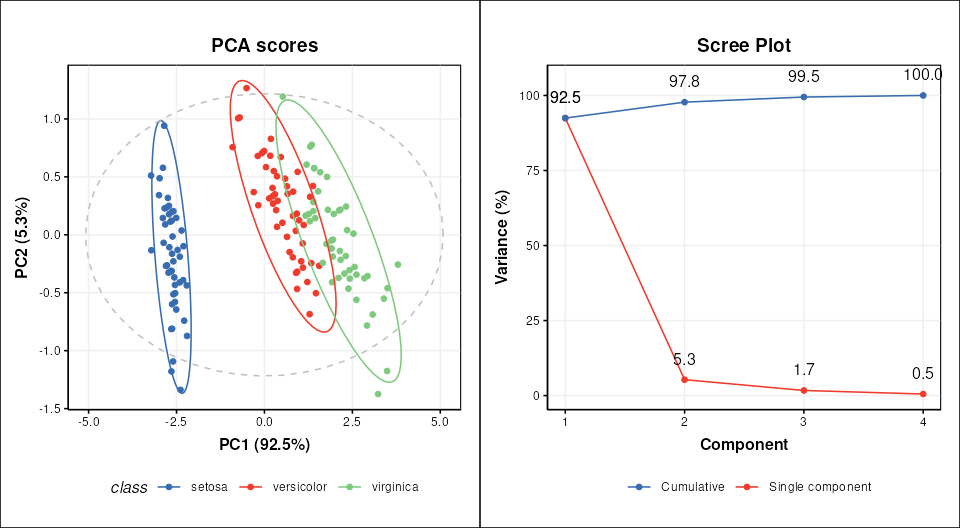 PCA scores
PC2 (5.3%)
1.0
0.5
0.0
-0.5
-1.0
-1.5
-5.0 -2.5 0.0 2.5 5.0
PC1 (92.5%)
class setosa versicolor virginica
Scree Plot
Variance (%)
100
75
50
25
0
92.5 97.8 99.5 100.0
5.3 1.7 0.5
1 2 3 4
Component
Cumulative Single component